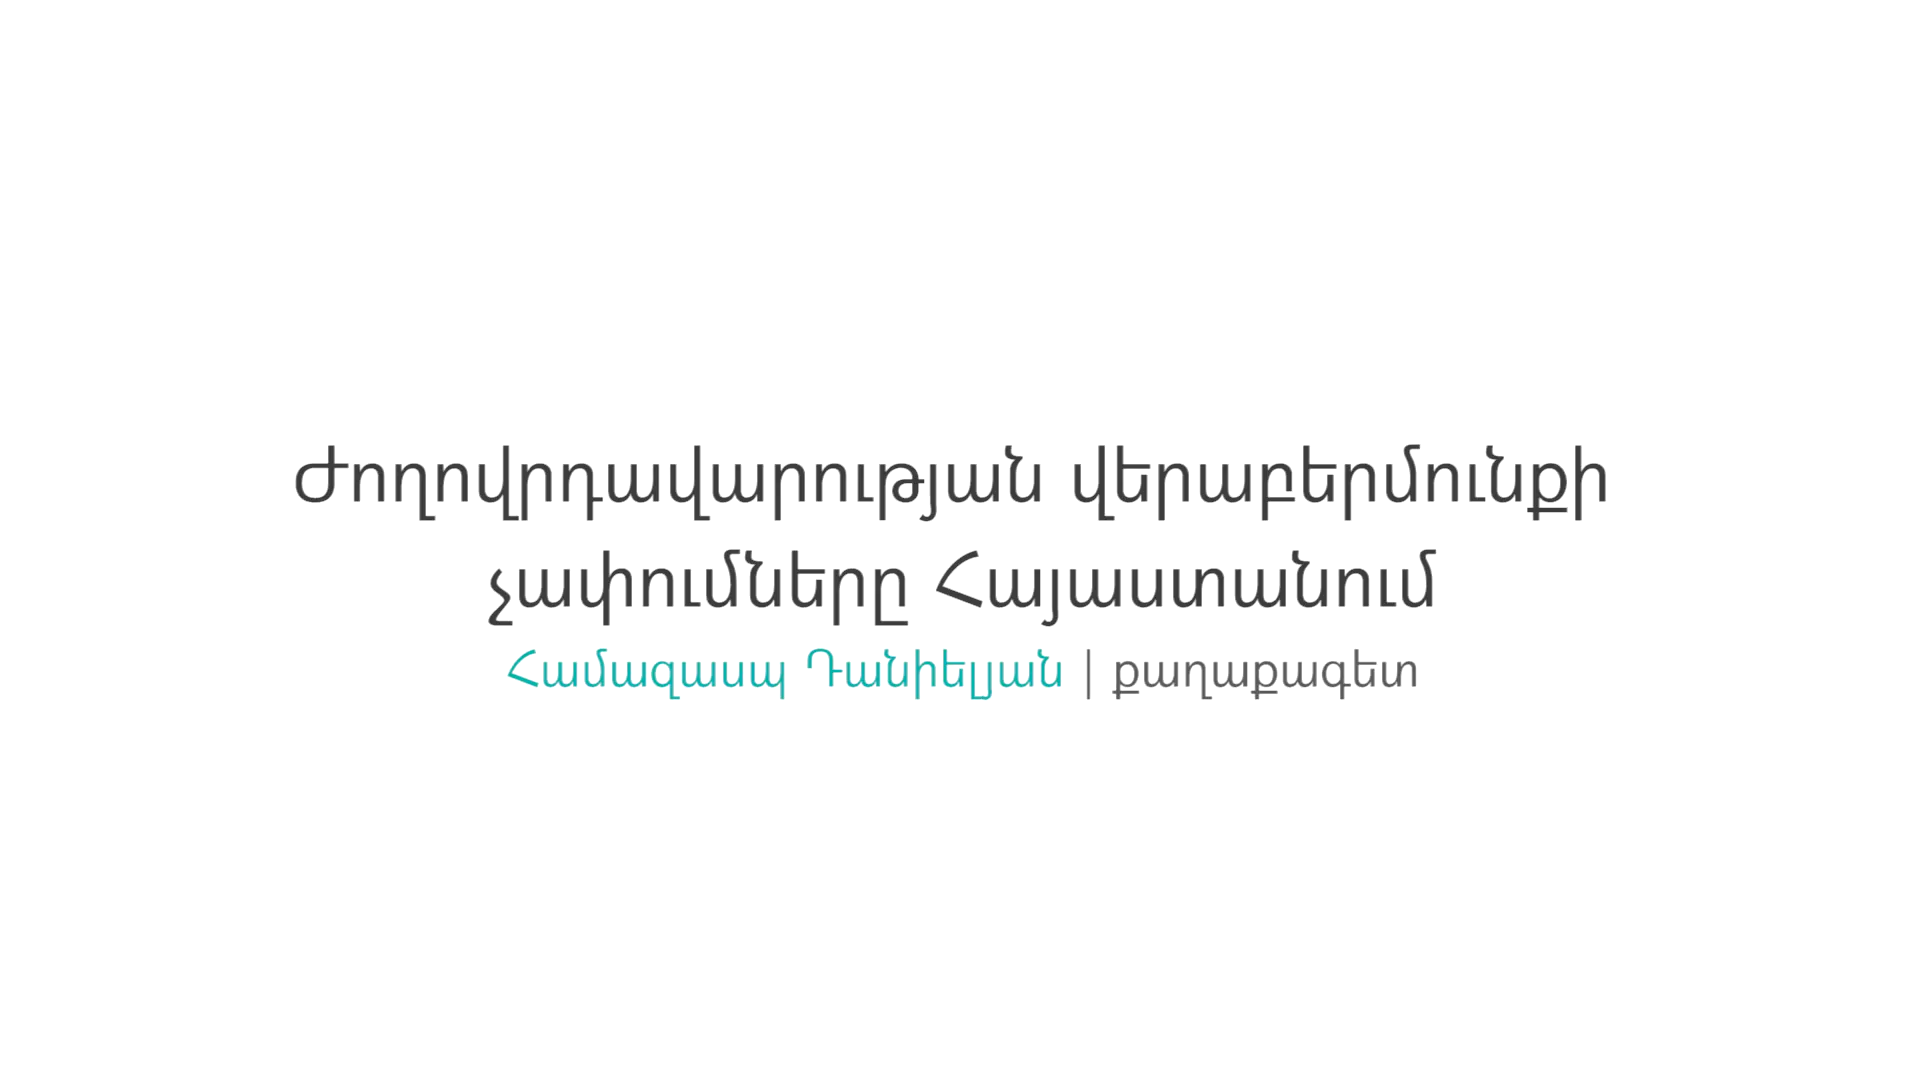 Ժողովրդավարության վերաբերմունքի
չափումները Հայաստանում
Համազասպ Դանիելյան | քաղաքագետ